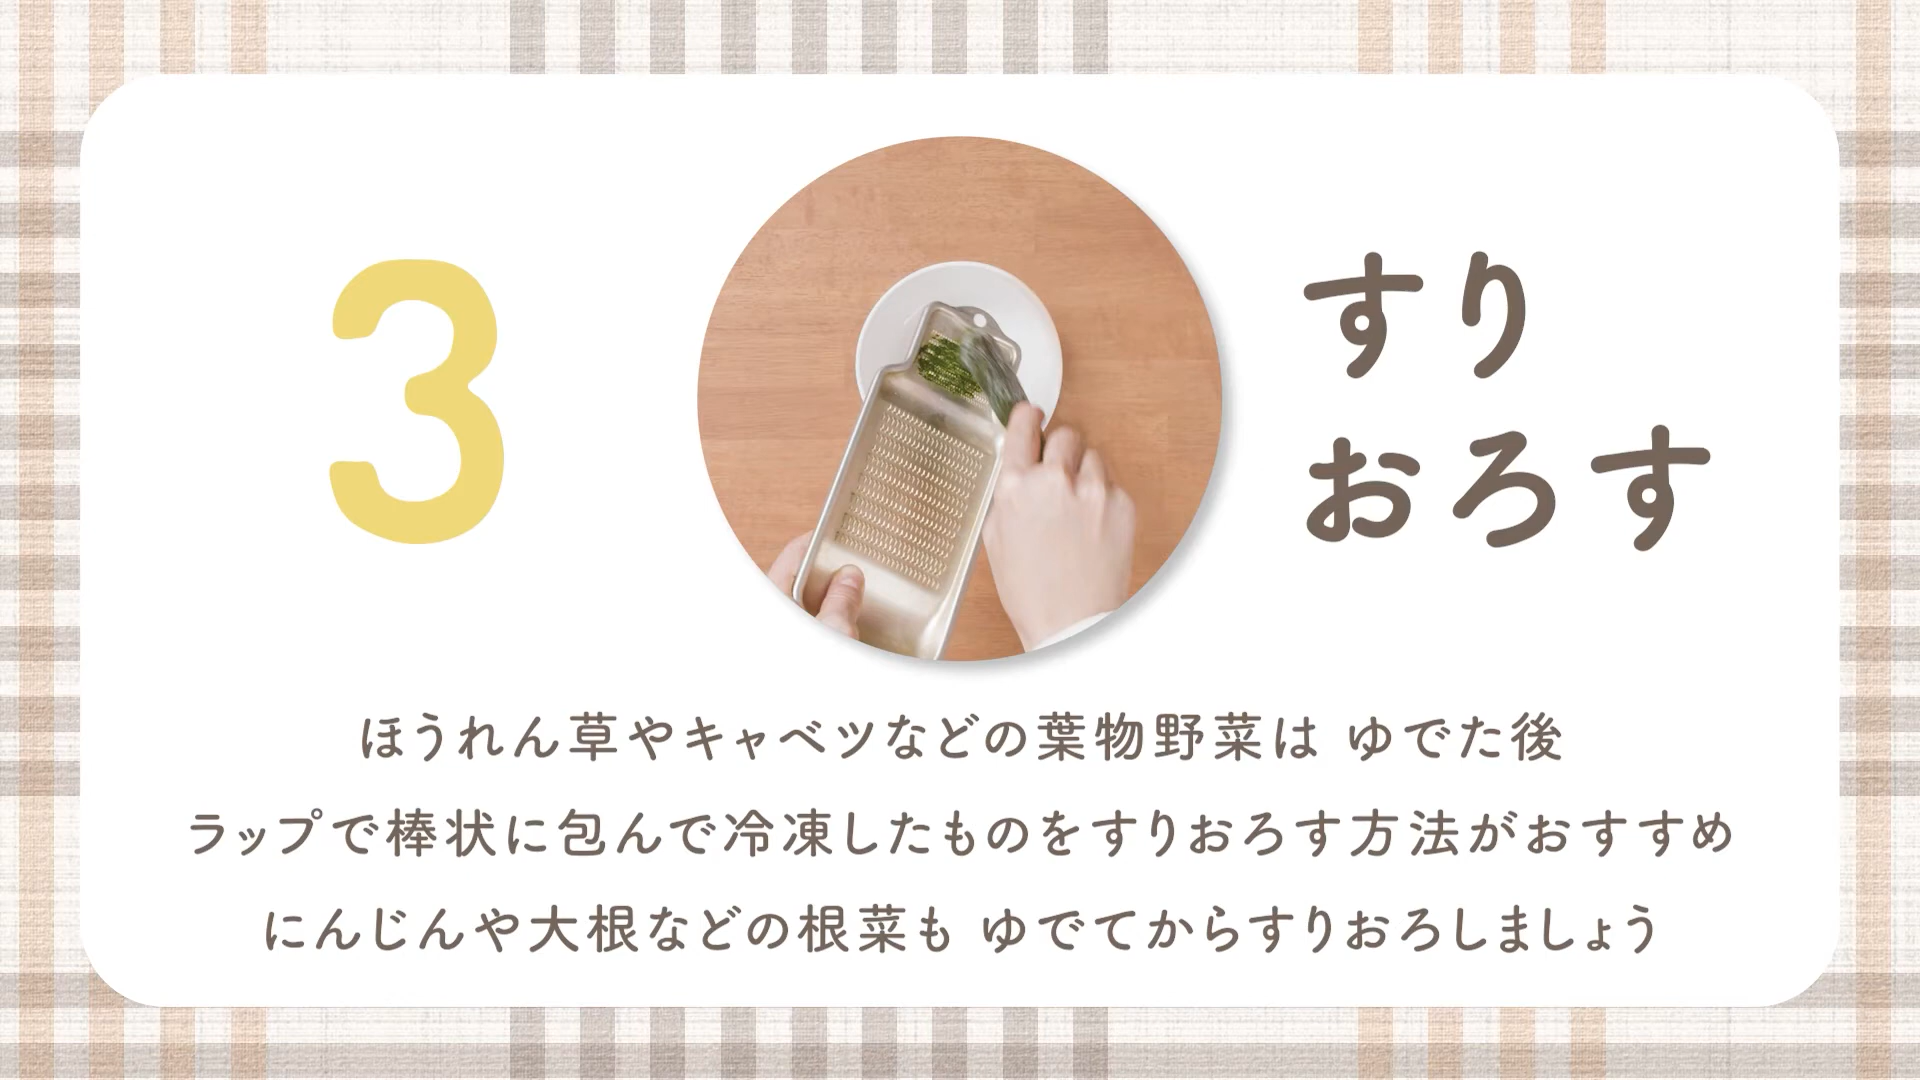 3
すり
おろす
ほうれん草やキャベツなどの葉物野菜は ゆでた後
ラップで棒状に包んで冷凍したものをすりおろす方法がおすすめ
にんじんや大根などの根菜も ゆでてからすりおろしましょう